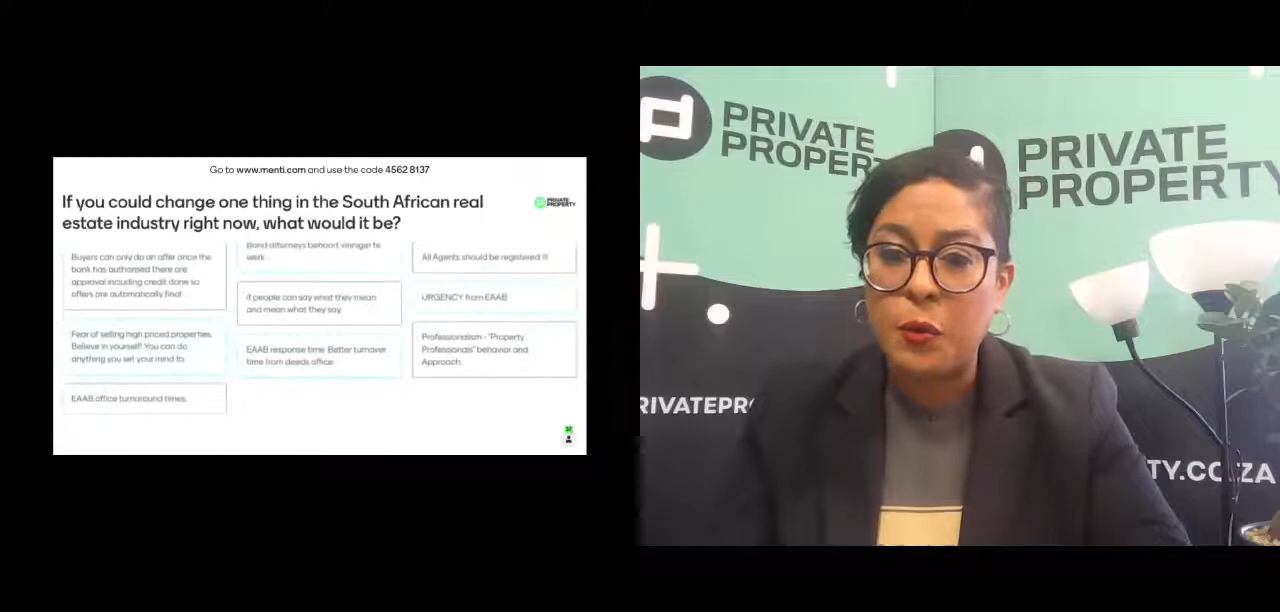 Go to www.menti.com and use the code 4562 8137
If you could change one thing in the South African real
estate industry right now, what would it be?
PRIVATE
PROPERTY
Buyers can only do an offer once the
bank has authorised there are
approval including credit done so
offers are automatically final.
Fear of selling high priced properties.
Believe in yourself! You can do
anything you set your mind to.
EAAB office turnaround times.
Bond attorneys behoort vinniger te
werk .
if people can say what they mean
and mean what they say.
EAAB response time. Better turnover
time from deeds office
All Agents should be registered !!!
URGENCY from EAAB
Professionalism - "Property
Professionals" behavior and
Approach.
PRIVATE
PROPERTY
PRIVATE
PROPERTY